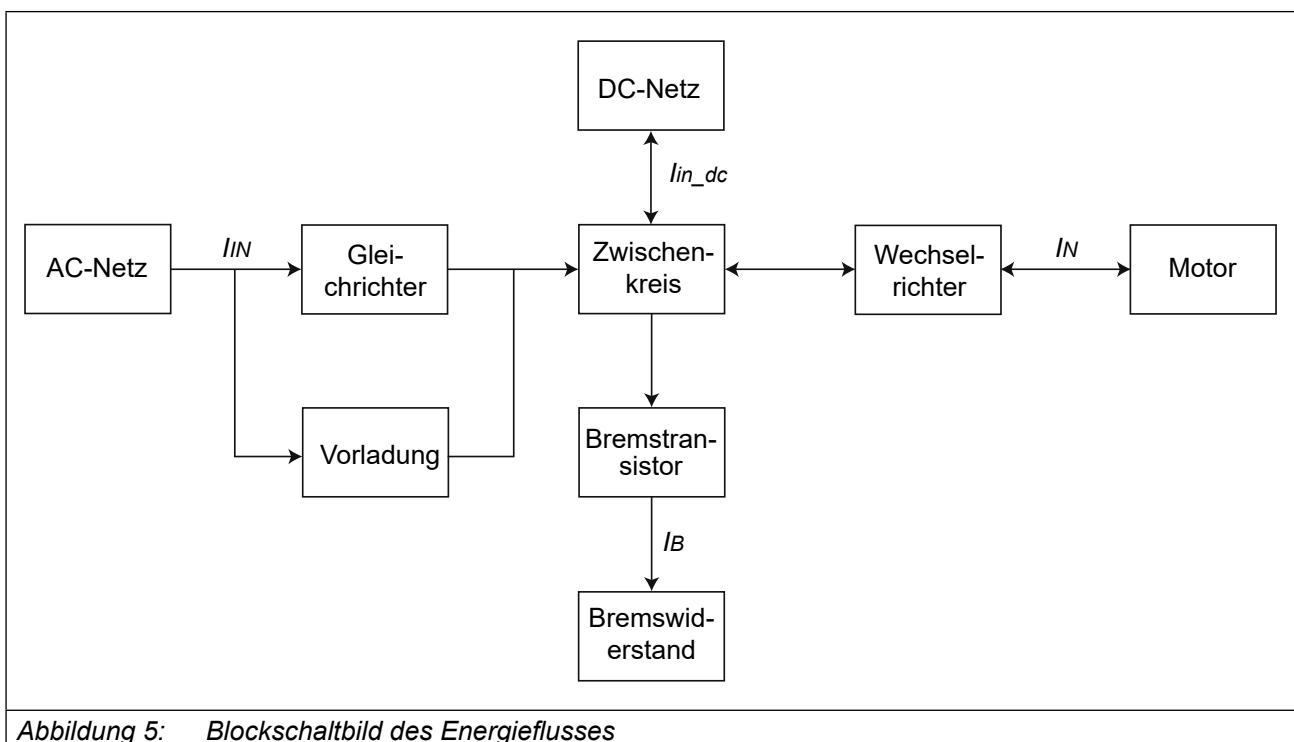 DC-Netz
Iin_dc
AC-Netz
IIN
Glei-
chrichter
Zwischen-
kreis
Wechsel-
richter
IN
Motor
Vorladung
Bremstran-
sistor
IB
Bremswid-
erstand
Abbildung 5: Blockschaltbild des Energieflusses